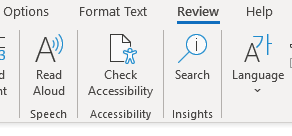 Options Format Text Review Help
Read Aloud
Check Accessibility
Search
Language
Speech Accessibility Insights